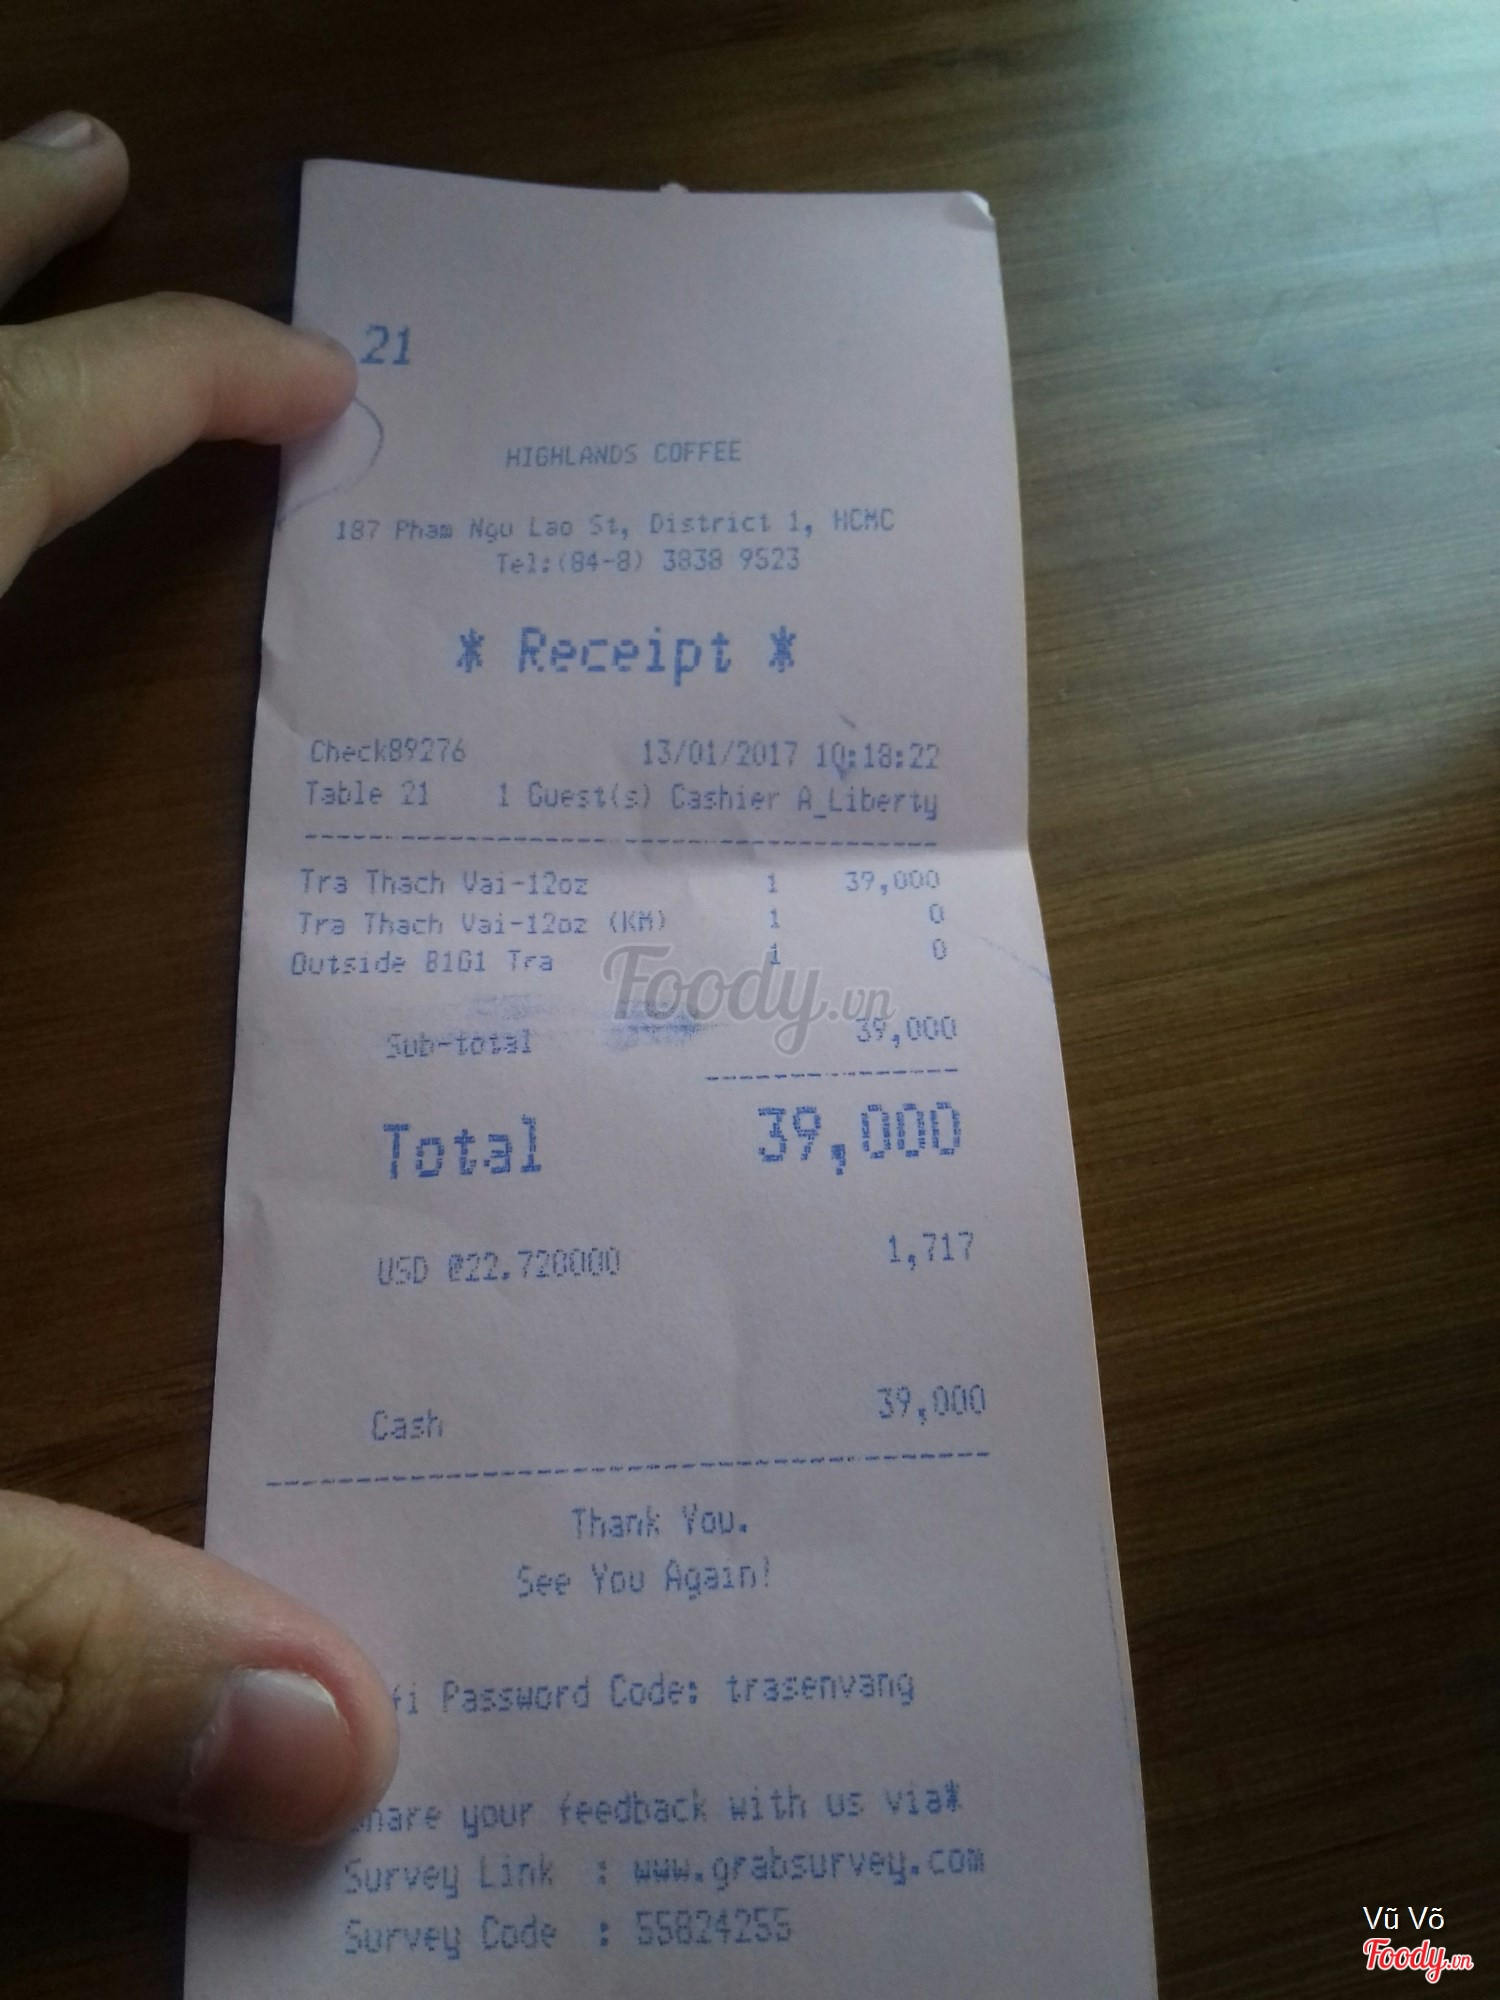 21
HIGHLANDS COFFEE
187 Pham Ngu Lao St, District 1, HCMC
Tel:(84-8) 3838 9523
* Receipt *
Check89276 13/01/2017 10:18:22
Table 21 1 Guest(s) Cashier A_Liberty
Tra Thach Vai-12oz 1 39,000
Tra Thach Vai-12oz (KM) 1 0
Outside B1G1 Tra 1 0
Foody.vn
Sub-total 39,000
Total 39,000
USD @22.720000 1,717
Cash 39,000
Thank You.
See You Again!
Password Code: trasenvang
your feedback with us via*
Survey Link : www.grabsurvey.com
Survey Code : 55824255
Vũ Võ
Foody.vn